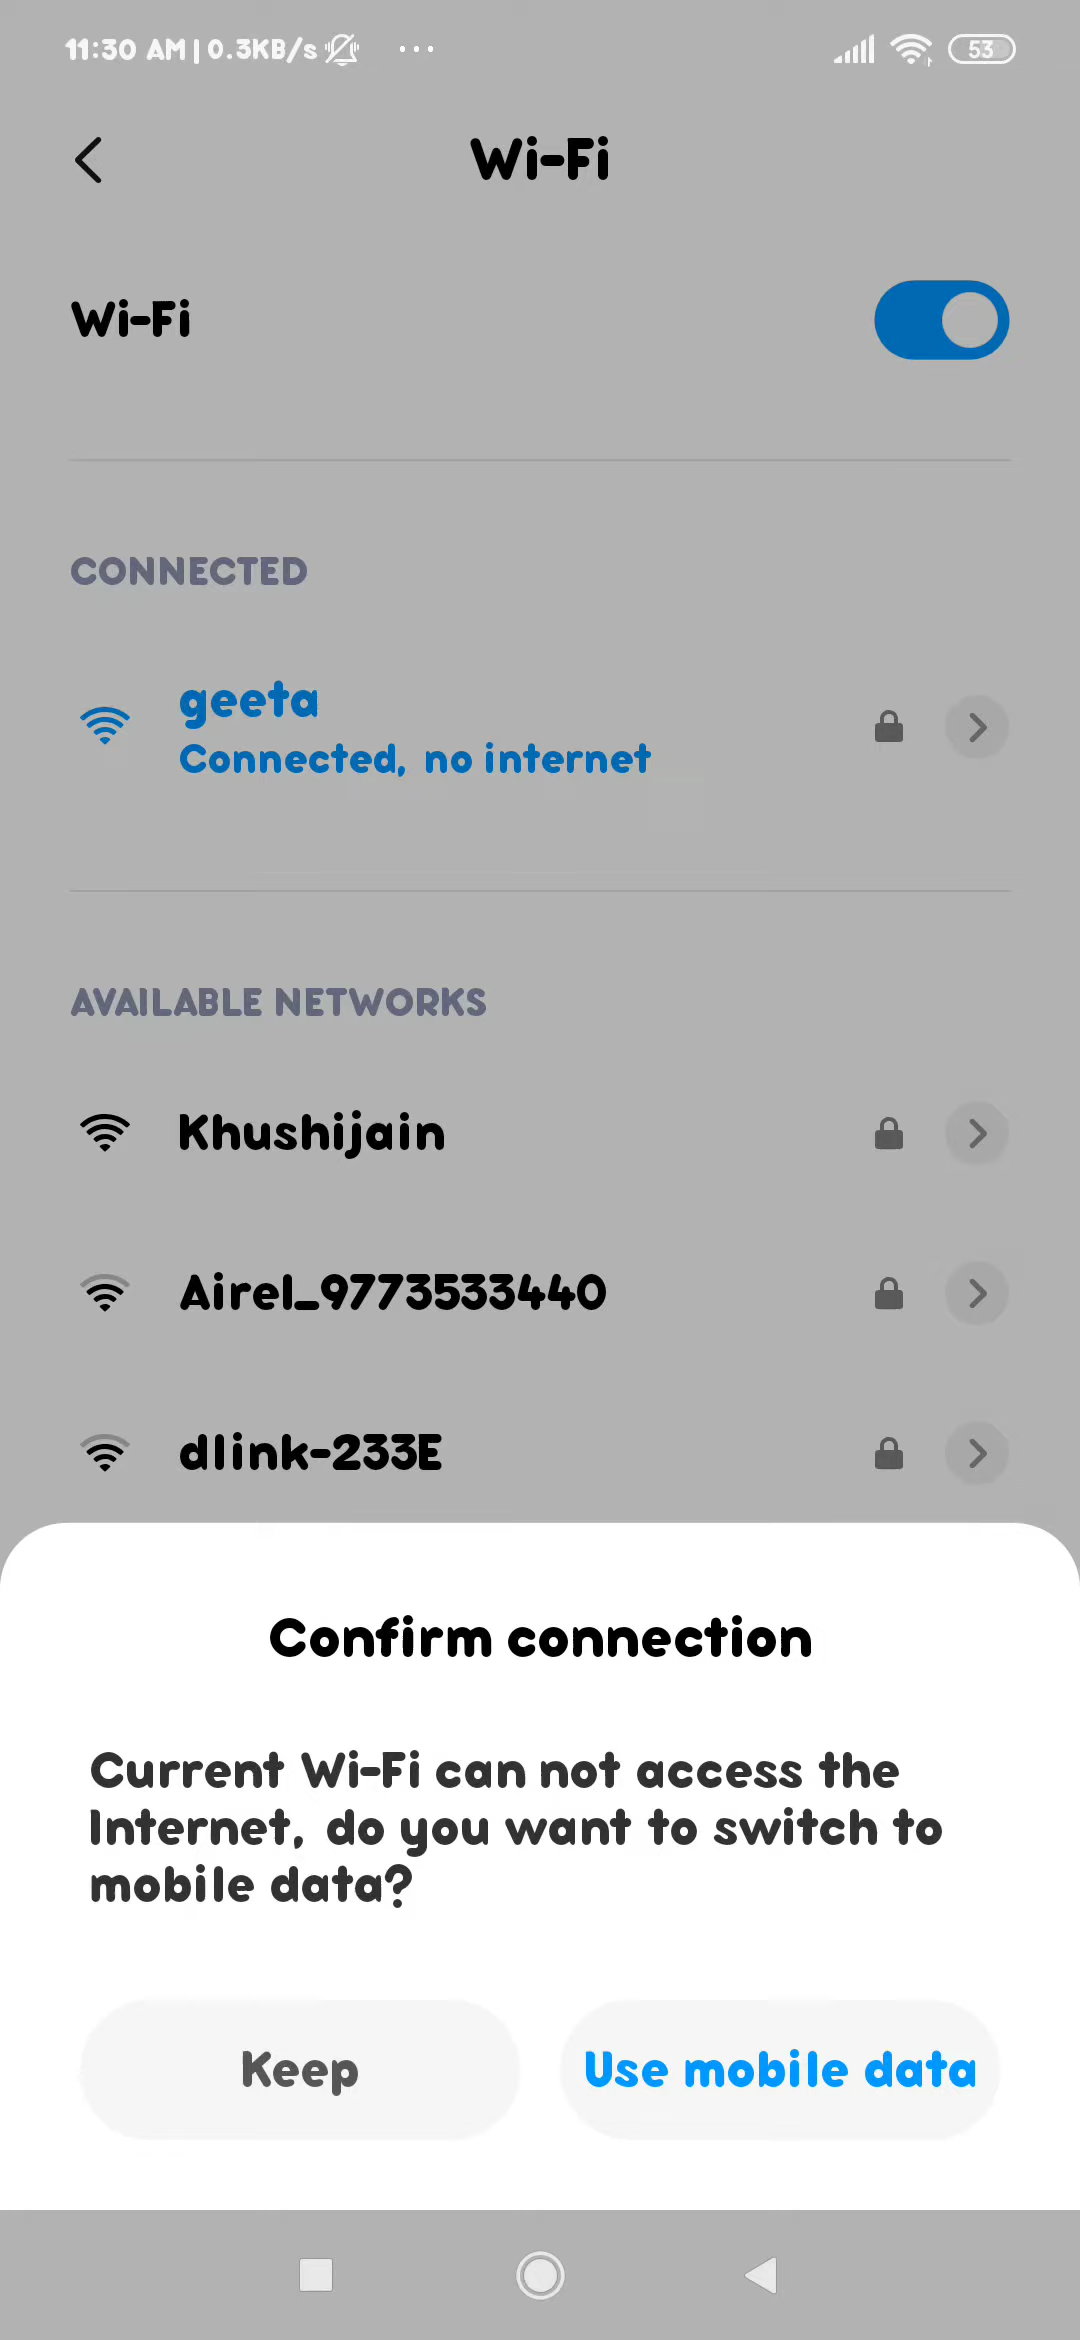 11:30 AM | 0.3KB/s ... 53
Wi-Fi
Wi-Fi
CONNECTED
geeta
Connected, no internet
AVAILABLE NETWORKS
Khushijain
Airel_9773533440
dlink-233E
Confirm connection
Current Wi-Fi can not access the
Internet, do you want to switch to
mobile data?
Keep
Use mobile data